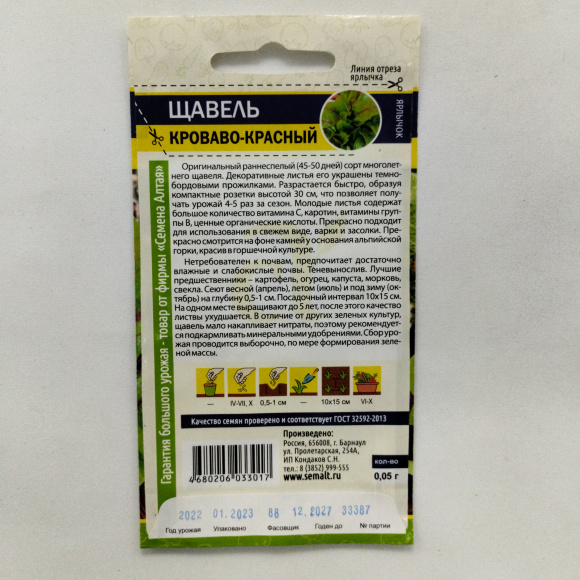 Линия отреза
ярлычка
ЩАВЕЛЬ
КРОВАВО-КРАСНЫЙ
ЯРЛЫЧОК
Гарантия большого урожая - товар от фирмы «Семена Алтая»
Оригинальный раннеспелый (45-50 дней) сорт многолет-
него щавеля. Декоративные листья его украшены темно-
бордовыми прожилками. Разрастается быстро, образуя
компактные розетки высотой 30 см, что позволяет полу-
чать урожай 4-5 раз за сезон. Молодые листья содержат
большое количество витамина С, каротин, витамины груп-
пы В, ценные органические кислоты. Прекрасно подходит
для использования в свежем виде, варки и засолки. Пре-
красно смотрится на фоне камней у основания альпийской
горки, красив в горшечной культуре.
Нетребователен к почвам, предпочитает достаточно
влажные и слабокислые почвы. Теневынослив. Лучшие
предшественники – картофель, огурец, капуста, морковь,
свекла. Сеют весной (апрель), летом (июль) и под зиму (ок-
тябрь) на глубину 0,5-1 см. Посадочный интервал 10х15 см.
На одном месте выращивают до 5 лет, после этого качество
листвы ухудшается. В отличие от других зеленых культур,
щавель мало накапливает нитраты, поэтому рекомендует-
ся подкармливать минеральными удобрениями. Сбор уро-
жая проводится выборочно, по мере формирования зеле-
ной массы.
— IV-VII, X 0,5-1 см — 10х15 см VI-X
Качество семян проверено и соответствует ГОСТ 32592-2013
Произведено:
Россия, 656008, г. Барнаул
ул. Пролетарская, 254А,
ИП Кондаков С.Н.
тел.: 8 (3852) 999-555
www.semalt.ru
кол-во
0,05 г
4680206033017
2022 01.2023 88 12.2027 33387
Год урожая Упаковано Фасовщик Годен до № партии